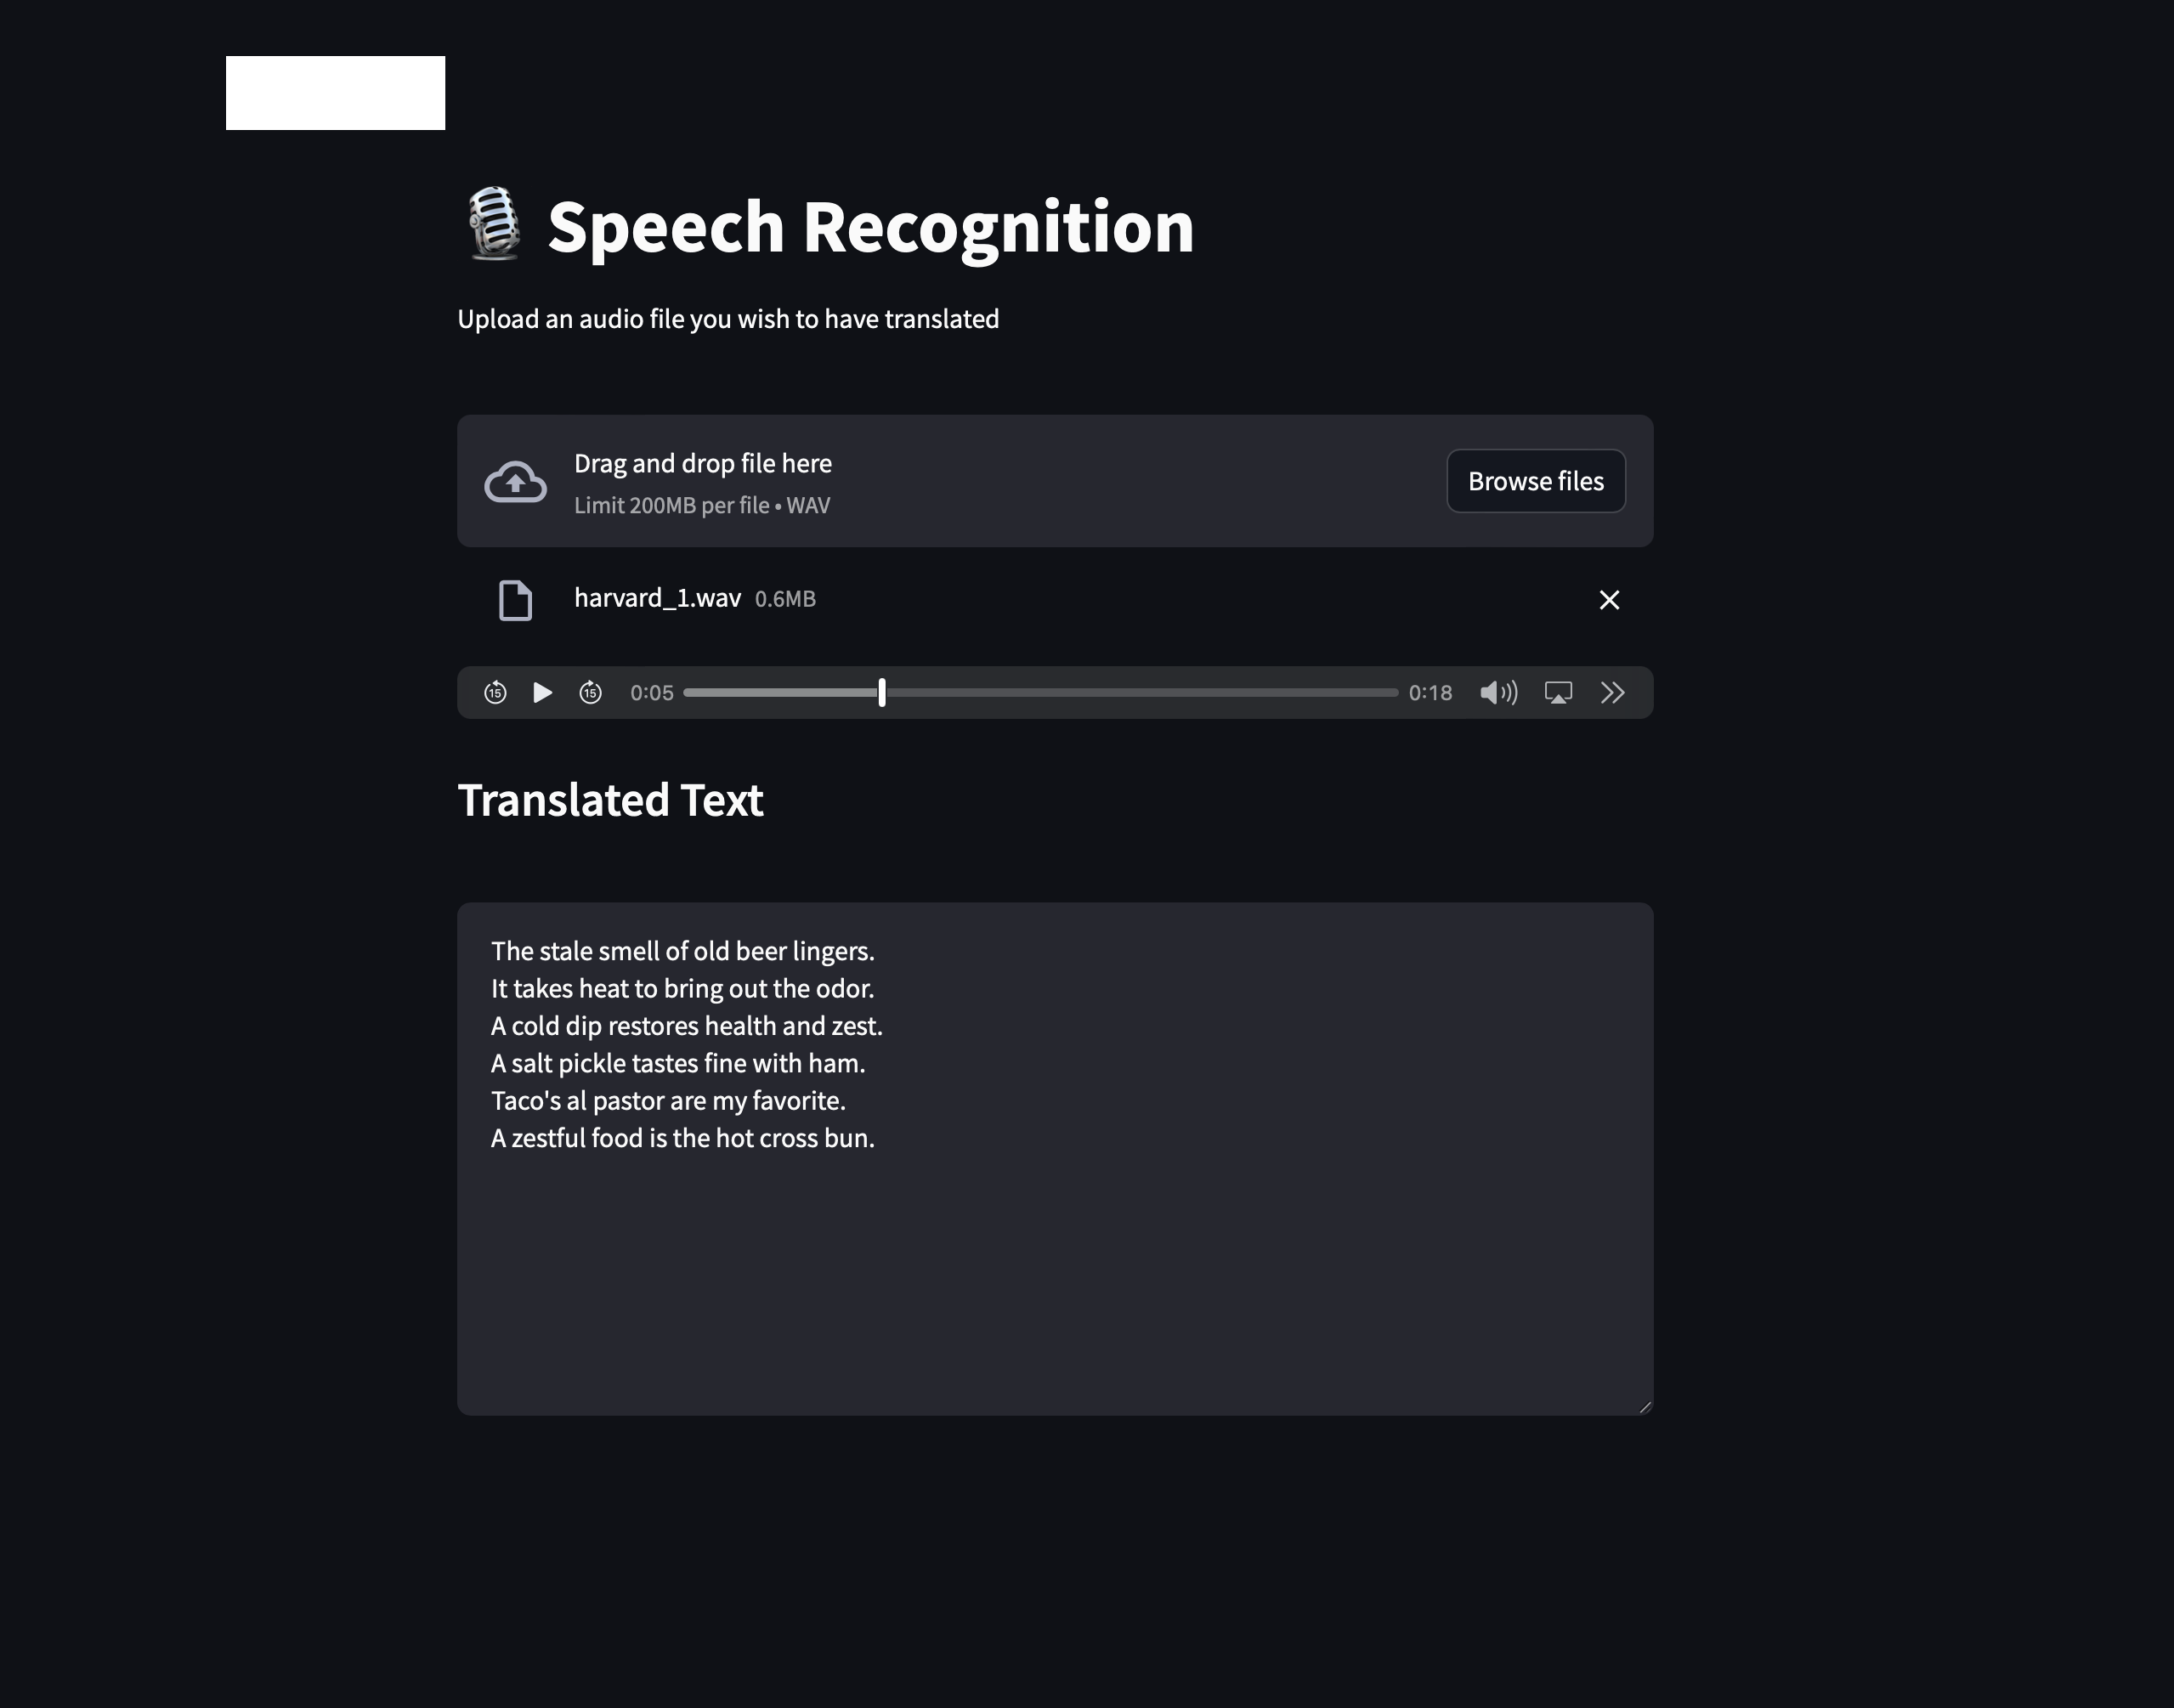 Speech Recognition
Upload an audio file you wish to have translated
Drag and drop file here
Limit 200MB per file • WAV
Browse files
harvard_1.wav 0.6MB
15 15 0:05 0:18
Translated Text
The stale smell of old beer lingers.
It takes heat to bring out the odor.
A cold dip restores health and zest.
A salt pickle tastes fine with ham.
Taco's al pastor are my favorite.
A zestful food is the hot cross bun.